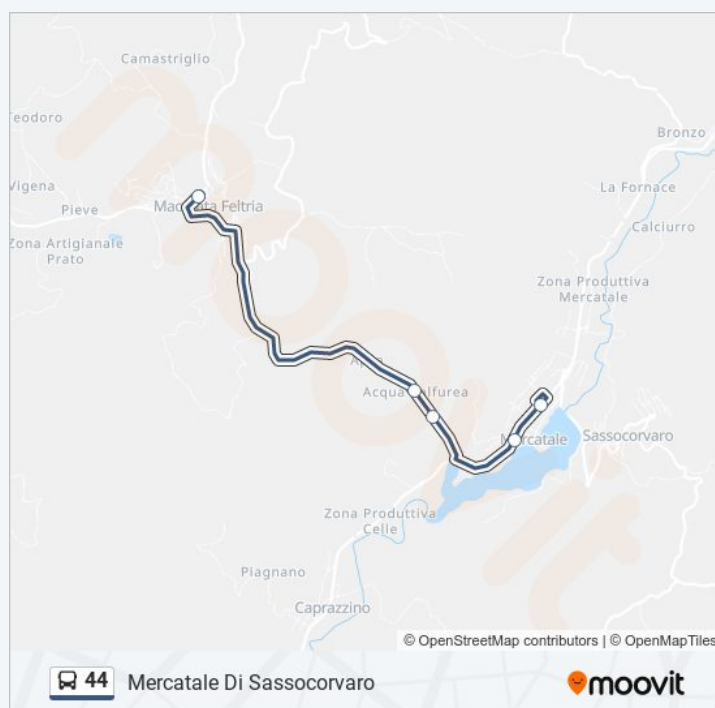 Camastriglio
Teodoro
Bronzo
Vigena
La Fornace
Pieve
Macerata Feltria
Calciurro
Zona Artigianale
Prato
Zona Produttiva
Mercatale
Apsa
Acqua Solfurea
Mercatale
Sassocorvaro
Zona Produttiva
Celle
Piagnano
Caprazzino
© OpenStreetMap contributors | © OpenMapTiles
44 Mercatale Di Sassocorvaro
moovit